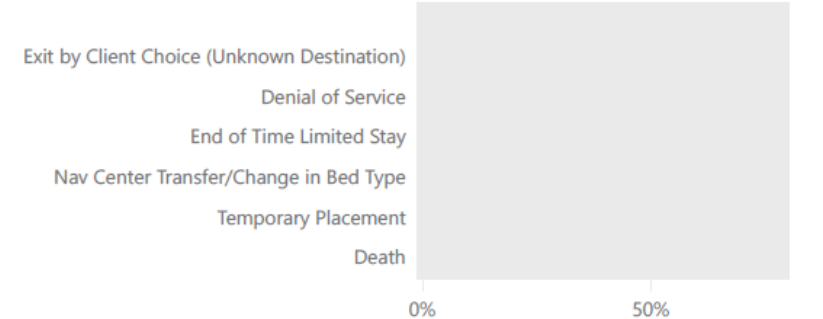 Exit by Client Choice (Unknown Destination)
Denial of Service
End of Time Limited Stay
Nav Center Transfer/Change in Bed Type
Temporary Placement
Death
0% 50%